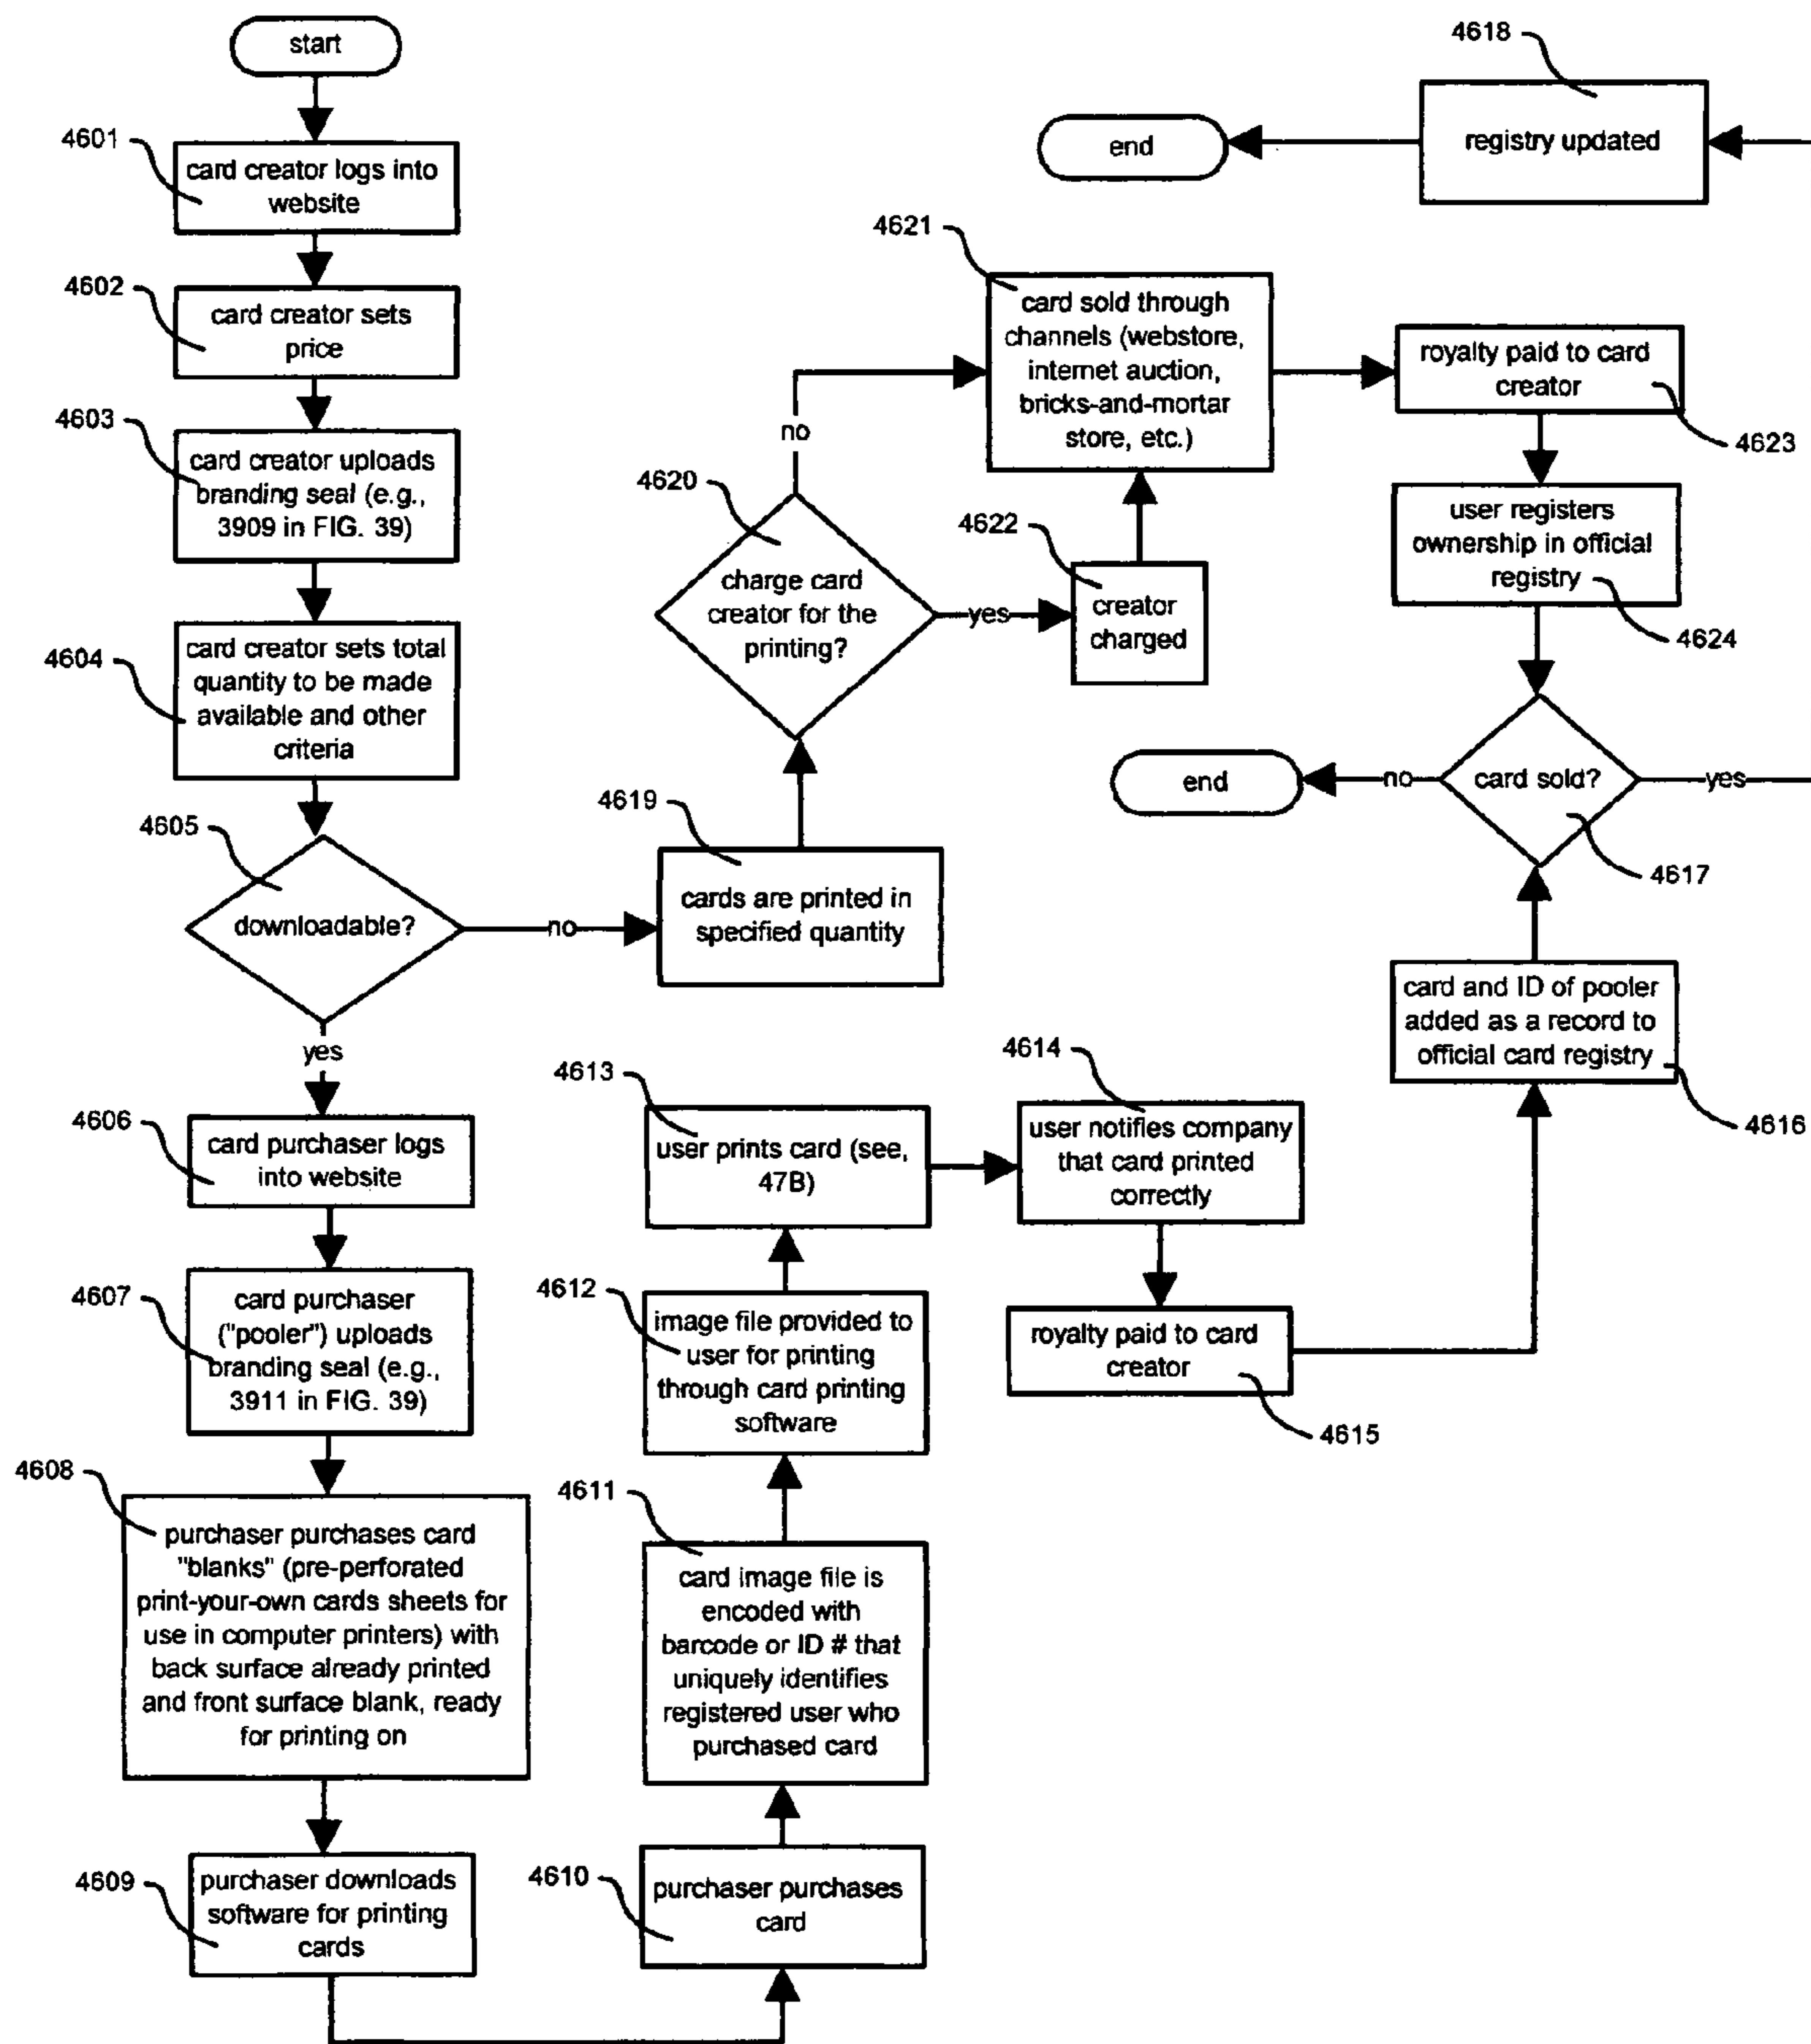 start
4601
card creator logs into
website
4602
card creator sets
price
4603
card creator uploads
branding seal (e.g.,
3909 in FIG. 39)
4604
card creator sets total
quantity to be made
available and other
criteria
4605
downloadable?
no
yes
4606
card purchaser logs
into website
4607
card purchaser
("pooler") uploads
branding seal (e.g.,
3911 in FIG. 39)
4608
purchaser purchases card
"blanks" (pre-perforated
print-your-own cards sheets for
use in computer printers) with
back surface already printed
and front surface blank, ready
for printing on
4609
purchaser downloads
software for printing
cards
4610
purchaser purchases
card
4611
card image file is
encoded with
barcode or ID # that
uniquely identifies
registered user who
purchased card
4612
image file provided to
user for printing
through card printing
software
4613
user prints card (see,
47B)
4614
user notifies company
that card printed
correctly
royalty paid to card
creator
4615
card and ID of pooler
added as a record to
official card registry
4616
4619
cards are printed in
specified quantity
4620
charge card
creator for the
printing?
no
yes
4622
creator
charged
4621
card sold through
channels (webstore,
internet auction,
bricks-and-mortar
store, etc.)
royalty paid to card
creator
4623
user registers
ownership in official
registry
4624
card sold?
4617
no
yes
end
4618
registry updated
end